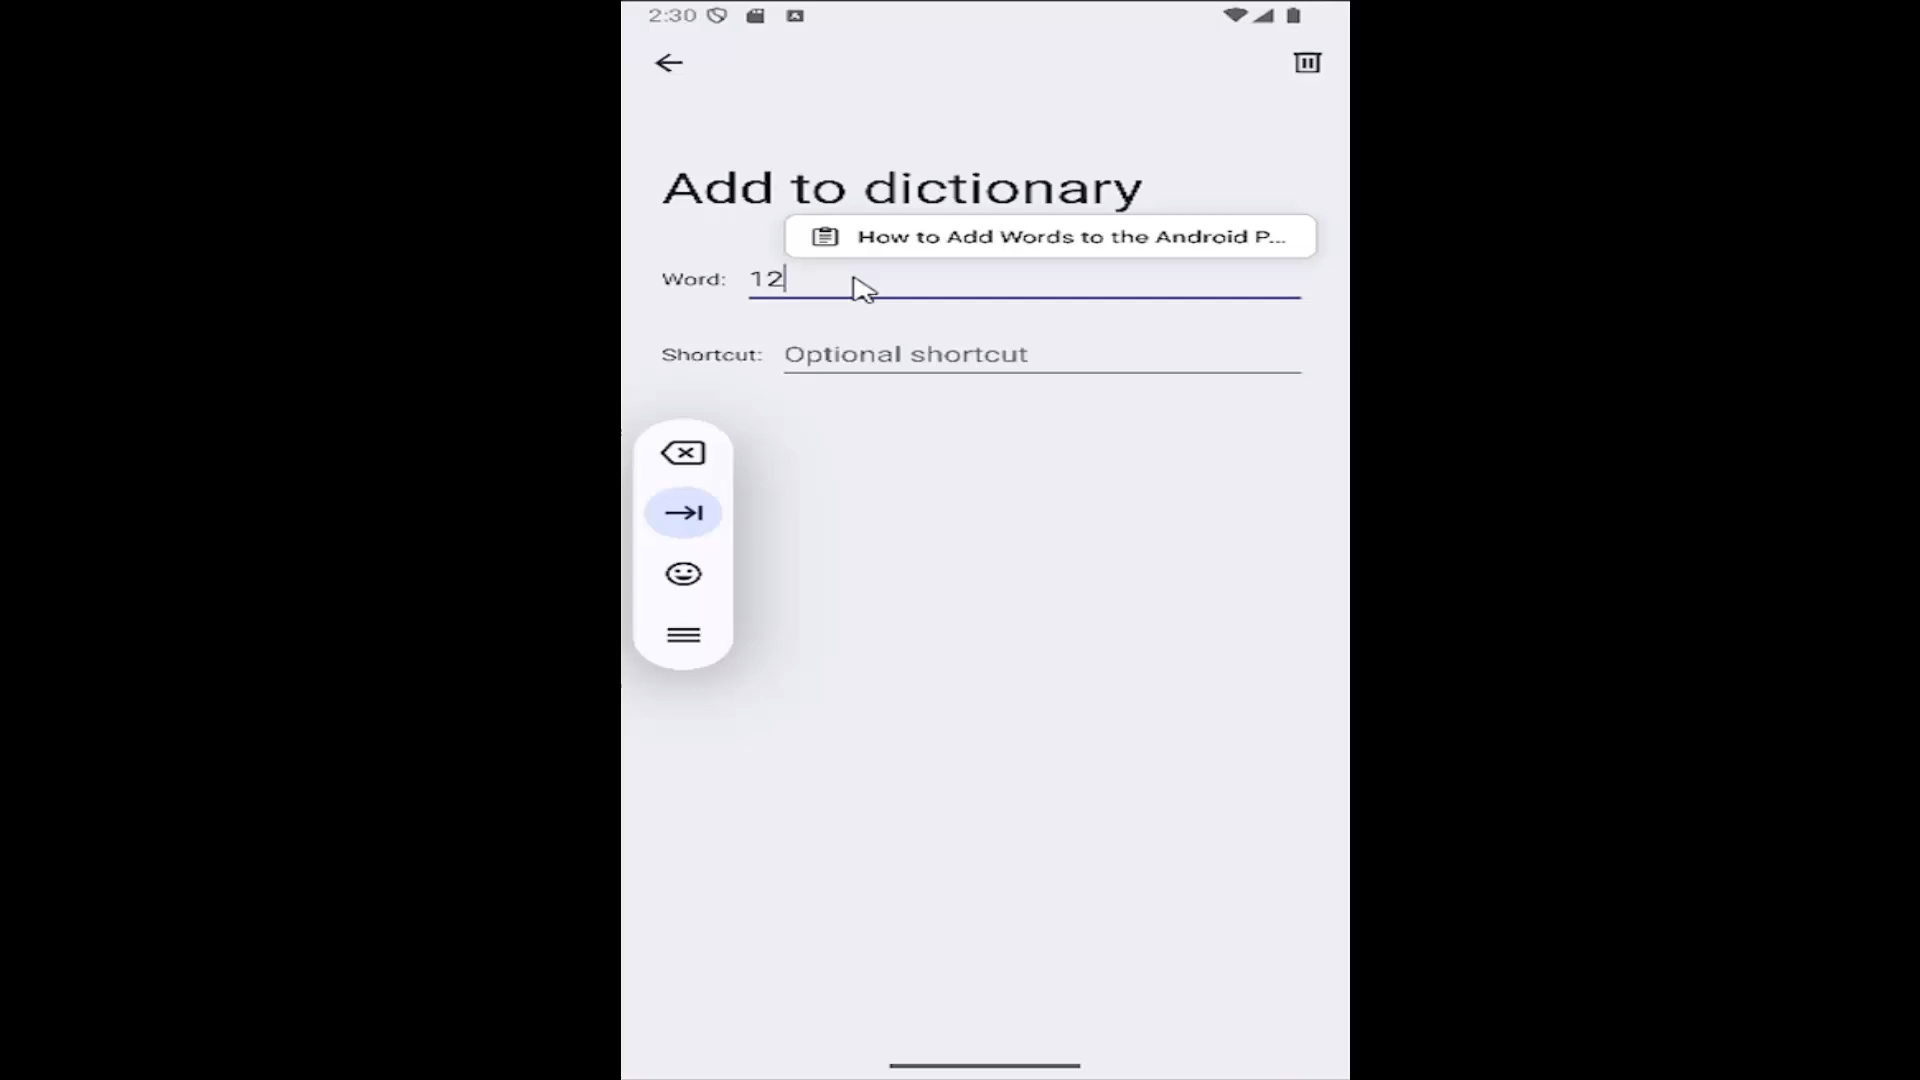 2:30
Add to dictionary
How to Add Words to the Android P...
Word: 12
Shortcut: Optional shortcut